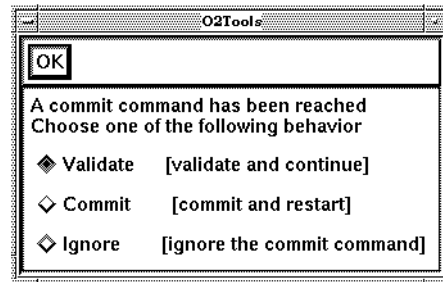 O2Tools
OK
A commit command has been reached
Choose one of the following behavior
Validate [validate and continue]
Commit [commit and restart]
Ignore [ignore the commit command]